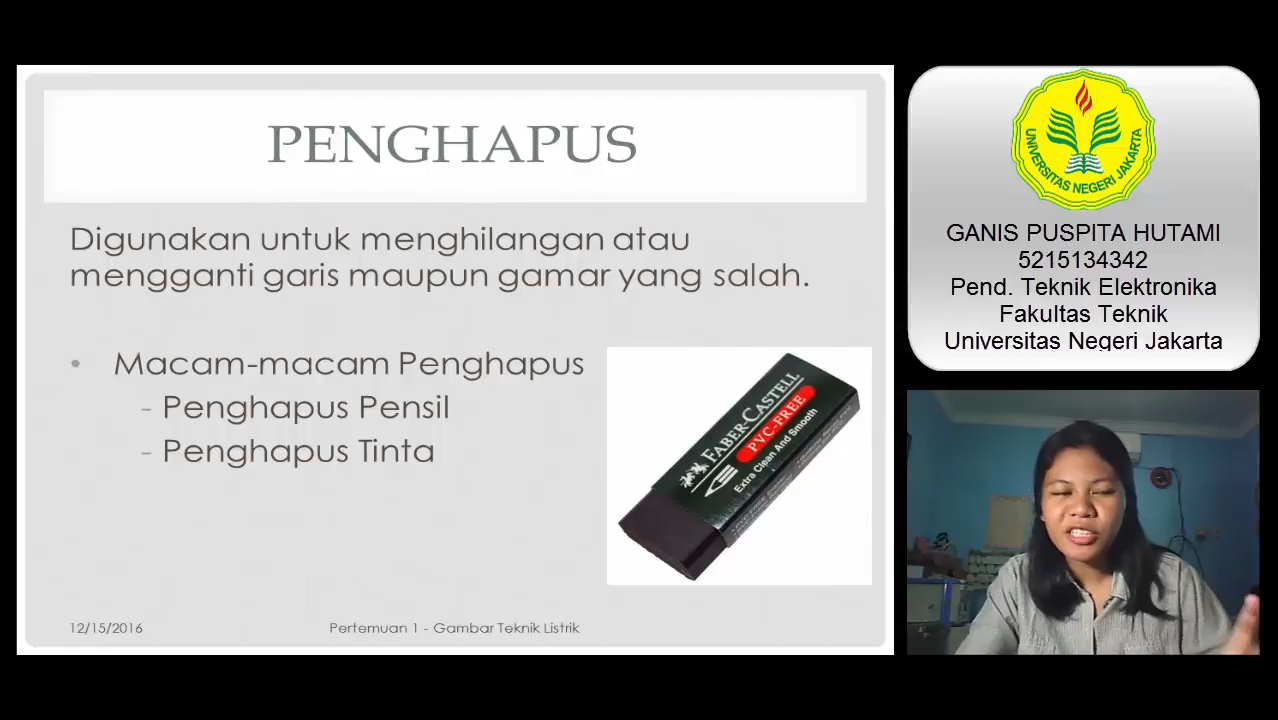 PENGHAPUS
Digunakan untuk menghilangan atau
mengganti garis maupun gamar yang salah.
• Macam-macam Penghapus
- Penghapus Pensil
- Penghapus Tinta
FABER-CASTELL
PVC-FREE
Extra Clean And Smooth
12/15/2016
Pertemuan 1 - Gambar Teknik Listrik
UNIVERSITAS NEGERI JAKARTA
GANIS PUSPITA HUTAMI
5215134342
Pend. Teknik Elektronika
Fakultas Teknik
Universitas Negeri Jakarta